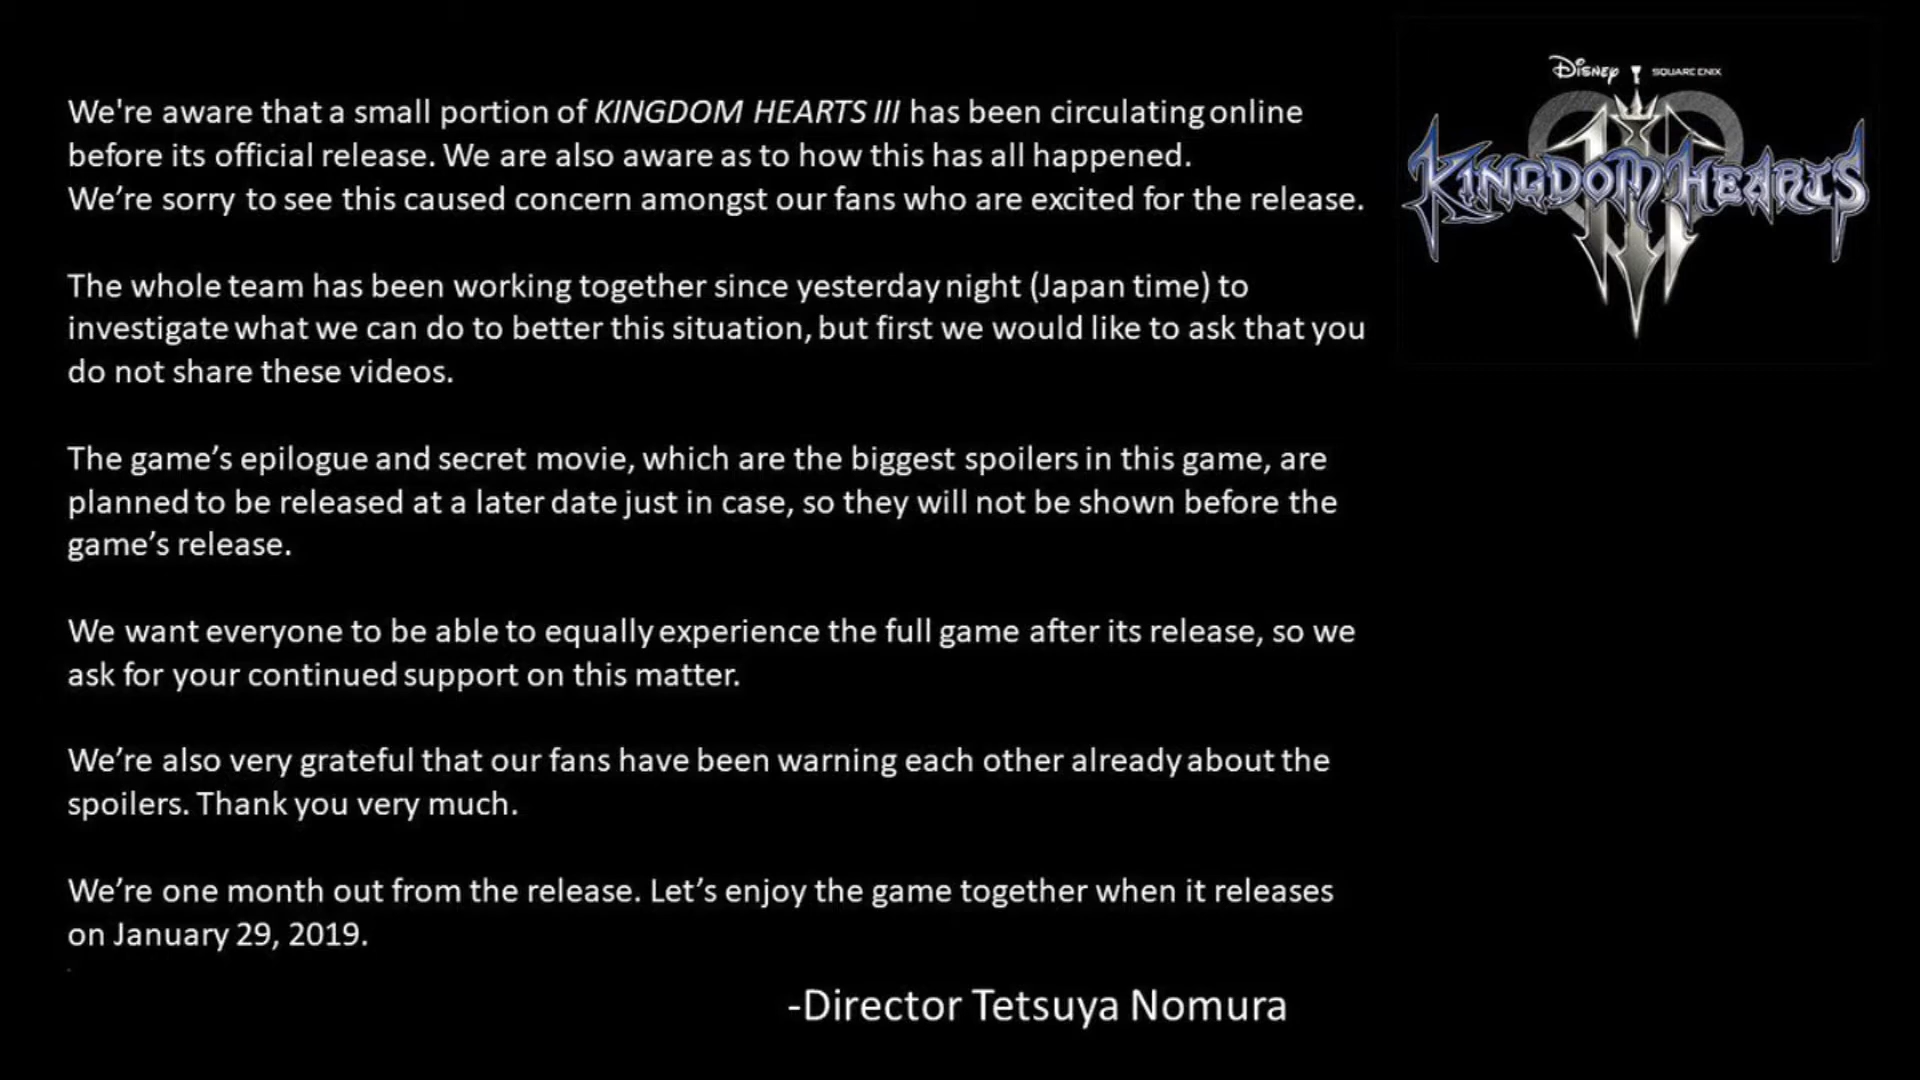 We're aware that a small portion of KINGDOM HEARTS III has been circulating online
before its official release. We are also aware as to how this has all happened.
We’re sorry to see this caused concern amongst our fans who are excited for the release.
The whole team has been working together since yesterday night (Japan time) to
investigate what we can do to better this situation, but first we would like to ask that you
do not share these videos.
The game’s epilogue and secret movie, which are the biggest spoilers in this game, are
planned to be released at a later date just in case, so they will not be shown before the
game’s release.
We want everyone to be able to equally experience the full game after its release, so we
ask for your continued support on this matter.
We’re also very grateful that our fans have been warning each other already about the
spoilers. Thank you very much.
We’re one month out from the release. Let’s enjoy the game together when it releases
on January 29, 2019.
-Director Tetsuya Nomura
Disney SQUARE ENIX
KINGDOM HEARTS
III